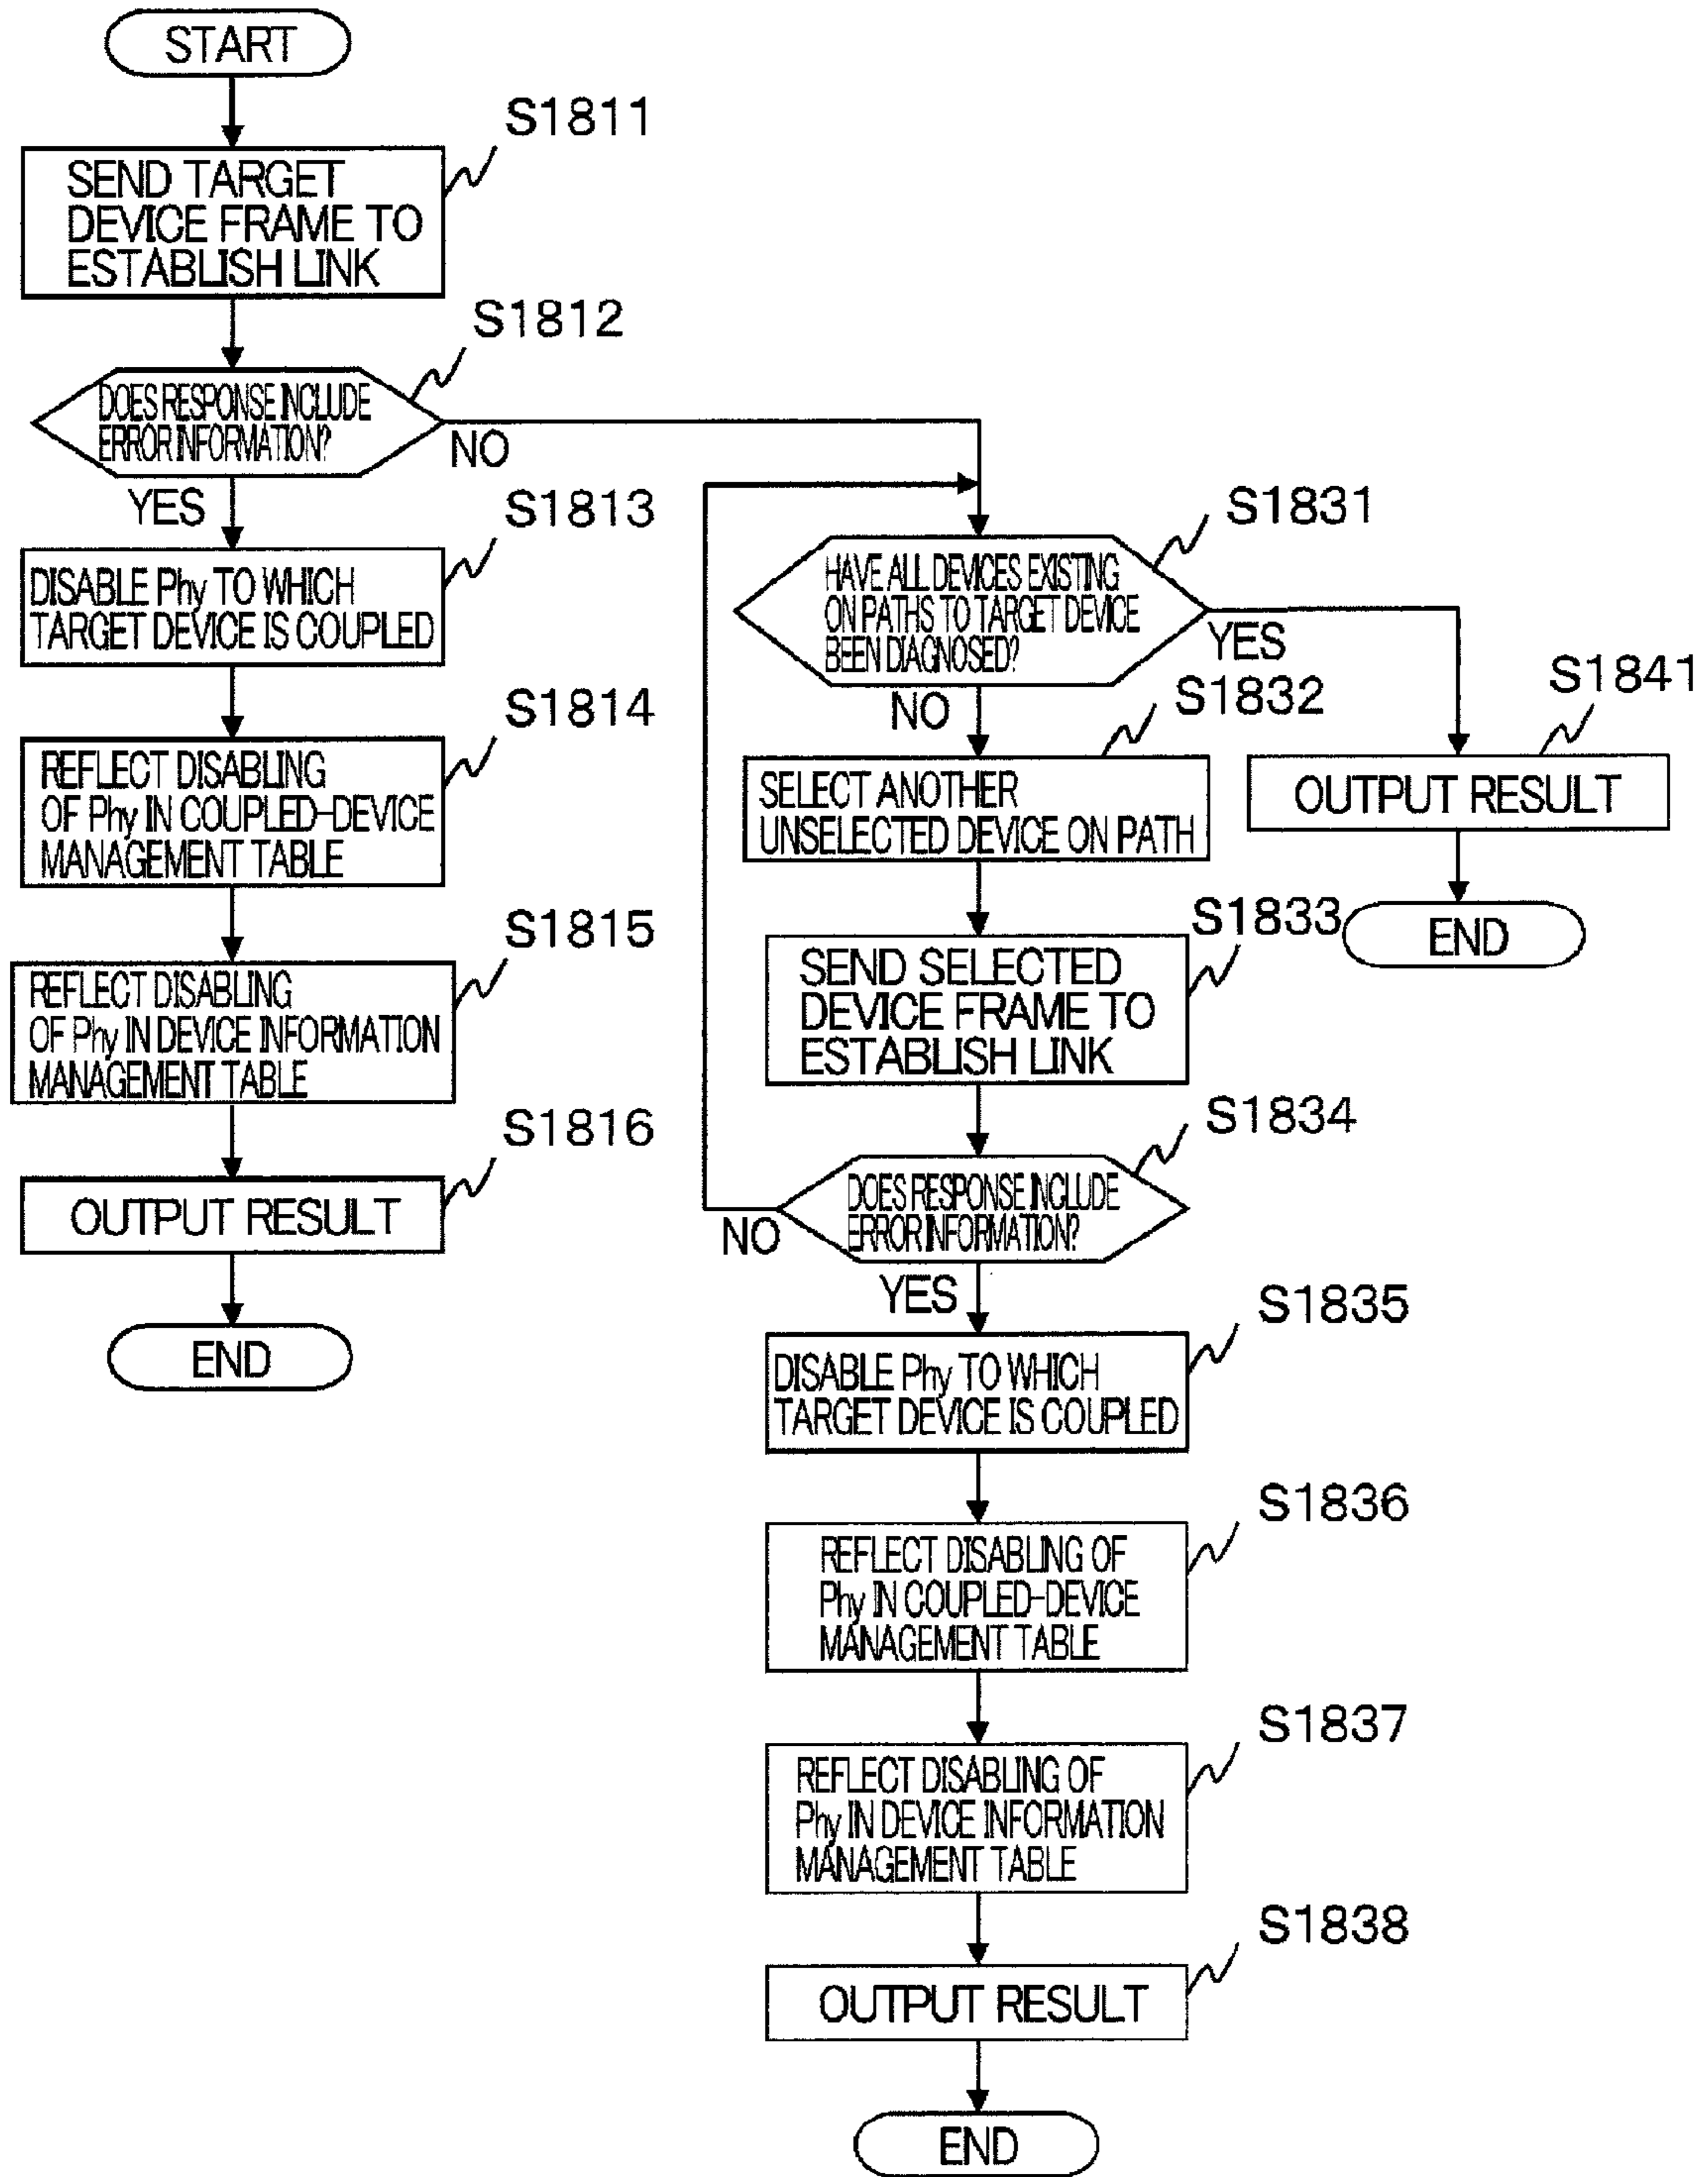 START
S1811
SEND TARGET
DEVICE FRAME TO
ESTABLISH LINK
S1812
DOES RESPONSE INCLUDE
ERROR INFORMATION?
NO
YES
S1813
DISABLE Phy TO WHICH
TARGET DEVICE IS COUPLED
S1814
REFLECT DISABLING
OF Phy IN COUPLED-DEVICE
MANAGEMENT TABLE
S1815
REFLECT DISABLING
OF Phy IN DEVICE INFORMATION
MANAGEMENT TABLE
S1816
OUTPUT RESULT
END
S1831
HAVE ALL DEVICES EXISTING
ON PATHS TO TARGET DEVICE
BEEN DIAGNOSED?
YES
NO
S1832
SELECT ANOTHER
UNSELECTED DEVICE ON PATH
S1841
OUTPUT RESULT
END
S1833
SEND SELECTED
DEVICE FRAME TO
ESTABLISH LINK
S1834
DOES RESPONSE INCLUDE
ERROR INFORMATION?
NO
YES
S1835
DISABLE Phy TO WHICH
TARGET DEVICE IS COUPLED
S1836
REFLECT DISABLING OF
Phy IN COUPLED-DEVICE
MANAGEMENT TABLE
S1837
REFLECT DISABLING OF
Phy IN DEVICE INFORMATION
MANAGEMENT TABLE
S1838
OUTPUT RESULT
END